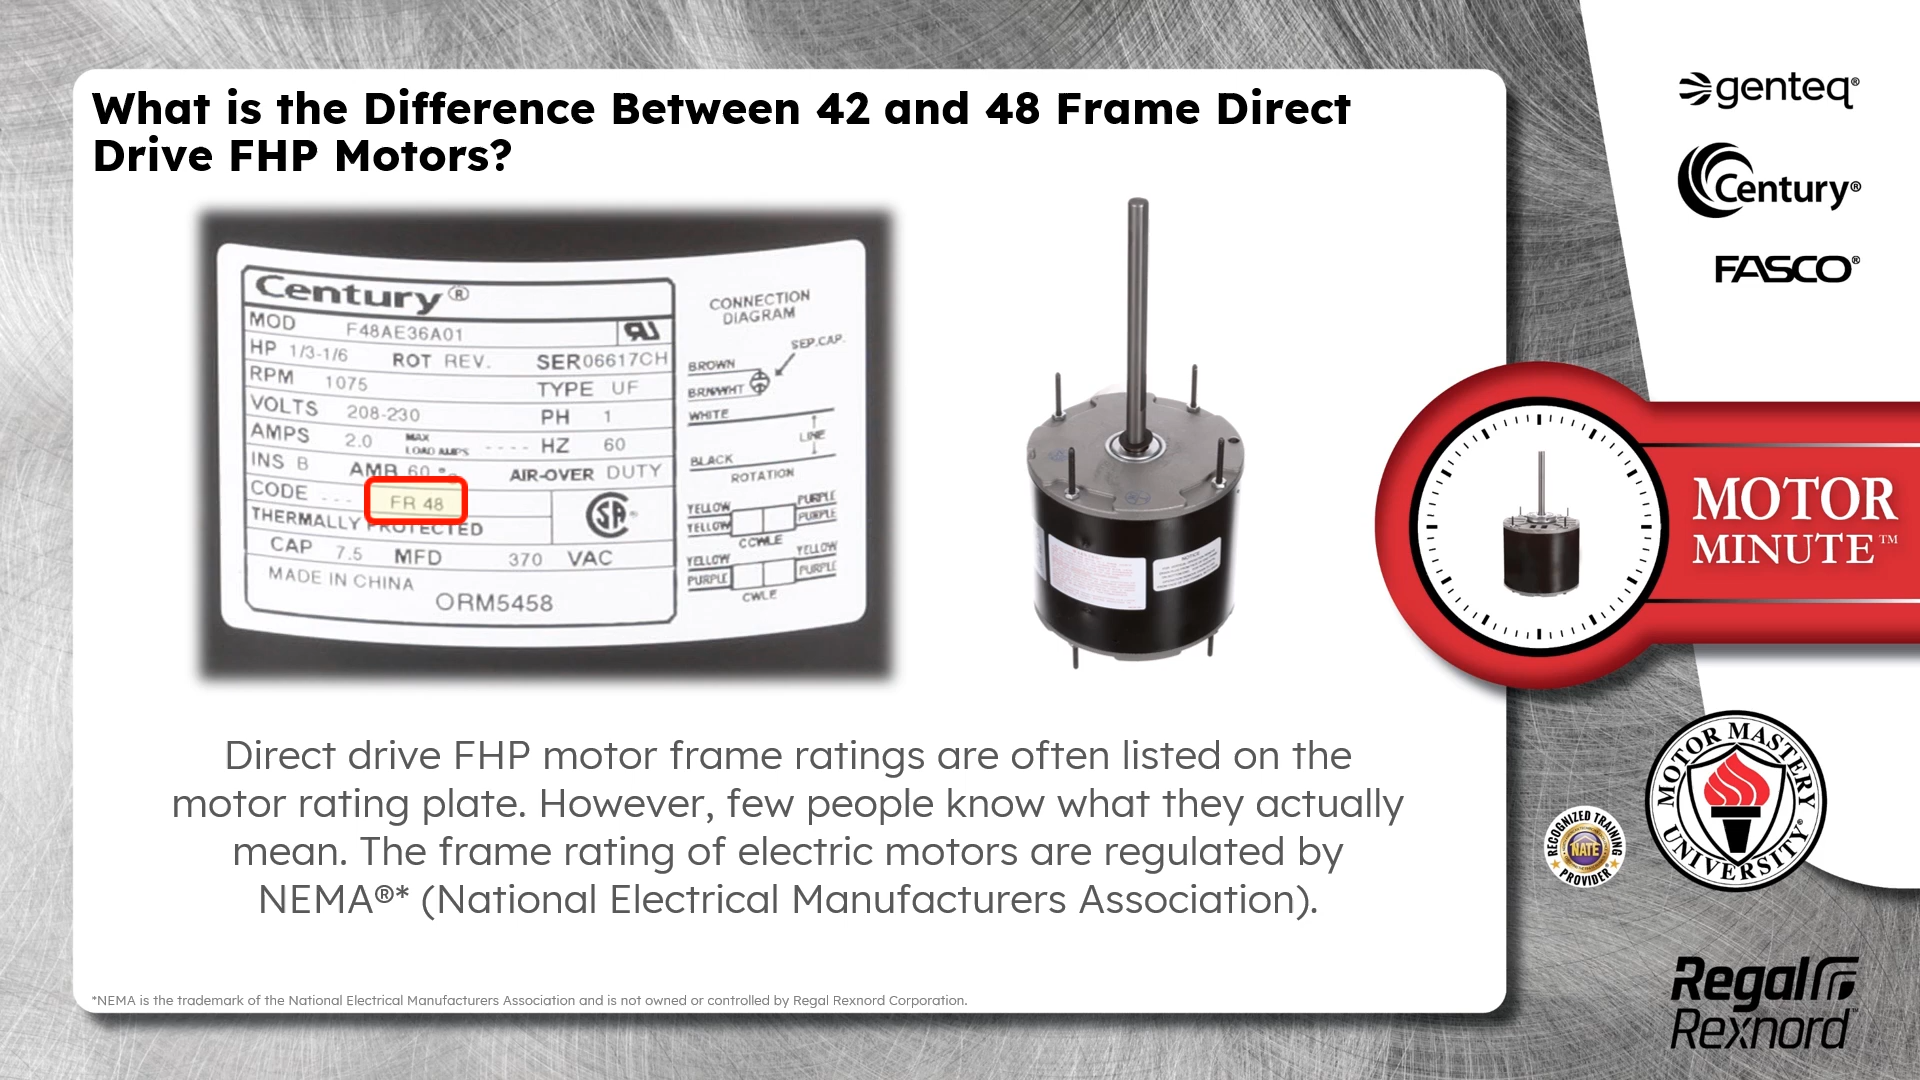 What is the Difference Between 42 and 48 Frame Direct
Drive FHP Motors?
Century®
MOD F48AE36A01
HP 1/3-1/6 ROT REV. SER 06617CH
RPM 1075 TYPE UF
VOLTS 208-230 PH 1
AMPS 2.0 MAX LOAD AMPS ---- HZ 60
INS B AMB 60 ° AIR-OVER DUTY
CODE --- FR 48
THERMALLY PROTECTED
CAP 7.5 MFD 370 VAC
MADE IN CHINA
ORM5458
CONNECTION
DIAGRAM
SEP.CAP.
BROWN
BRN/WHT
WHITE
LINE
BLACK
ROTATION
YELLOW PURPLE
YELLOW PURPLE
CCWLE
YELLOW YELLOW
PURPLE PURPLE
CWLE
NOTICE
Direct drive FHP motor frame ratings are often listed on the
motor rating plate. However, few people know what they actually
mean. The frame rating of electric motors are regulated by
NEMA®* (National Electrical Manufacturers Association).
*NEMA is the trademark of the National Electrical Manufacturers Association and is not owned or controlled by Regal Rexnord Corporation.
genteq®
Century®
FASCO®
MOTOR
MINUTE™
MOTOR MASTERY
UNIVERSITY®
RECOGNIZED TRAINING
NATE
PROVIDER
Regal
Rexnord